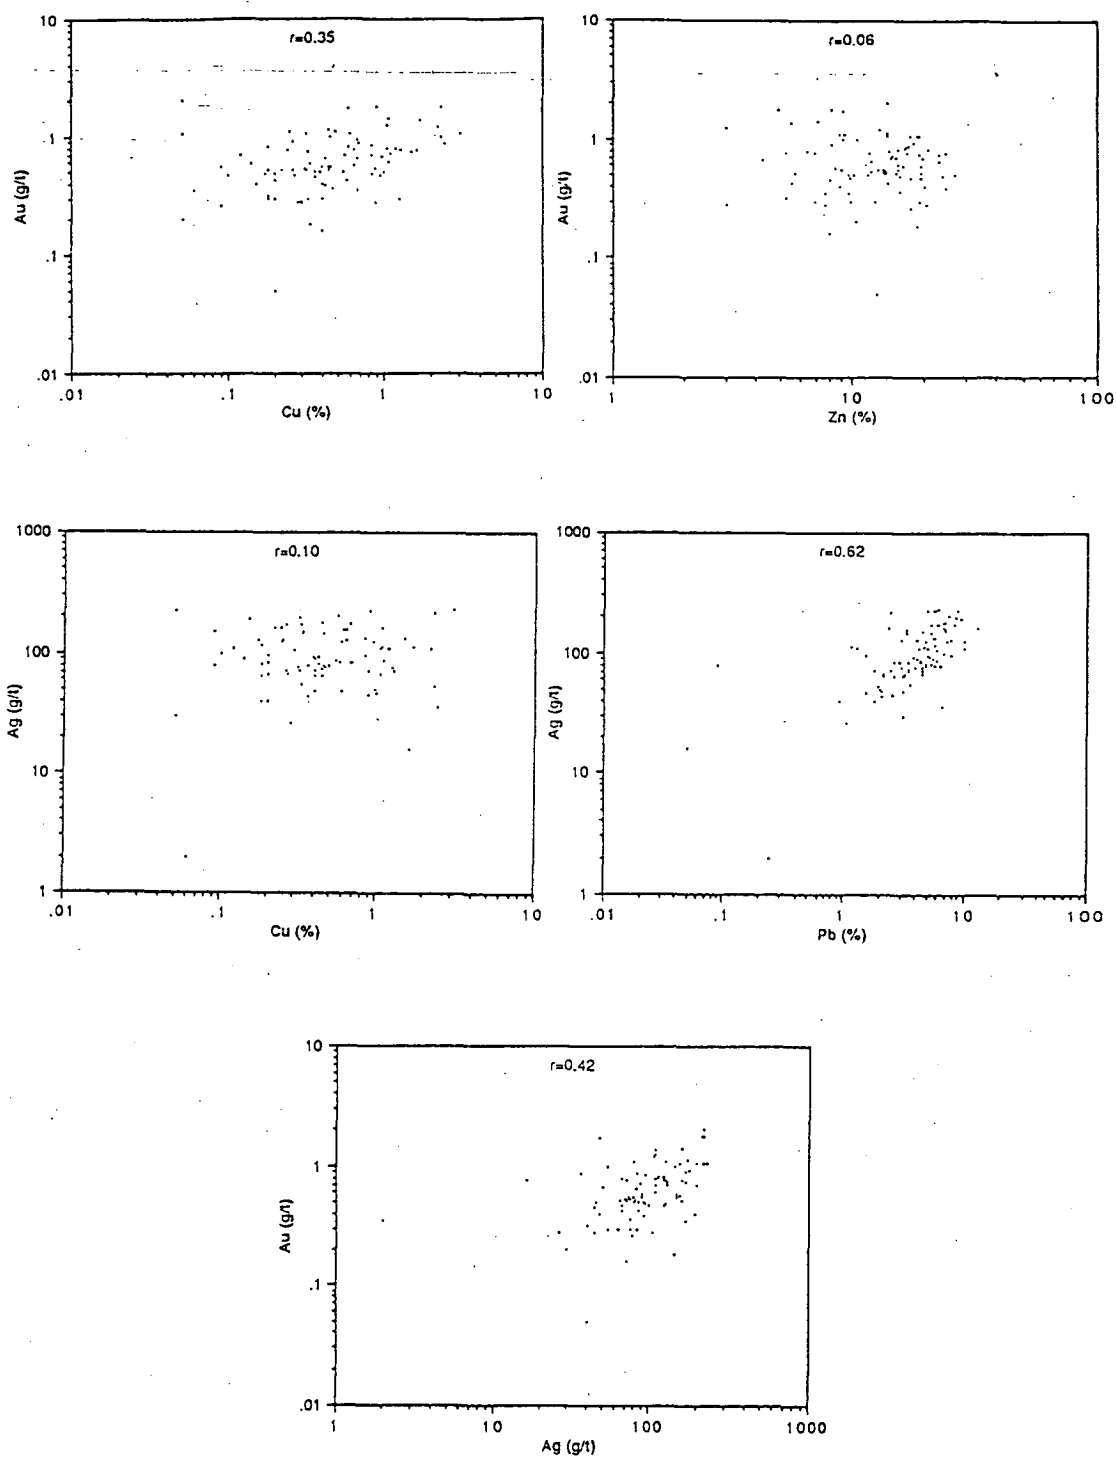 10
r=0.35
1
.1
.01
Au (g/t)
.01 .1 1 10
Cu (%)
10
r=0.06
1
.1
.01
Au (g/t)
1 10 100
Zn (%)
1000
r=0.10
100
10
1
Ag (g/t)
.01 .1 1 10
Cu (%)
1000
r=0.62
100
10
1
Ag (g/t)
.01 .1 1 10 100
Pb (%)
10
r=0.42
1
.1
.01
Au (g/t)
1 10 100 1000
Ag (g/t)